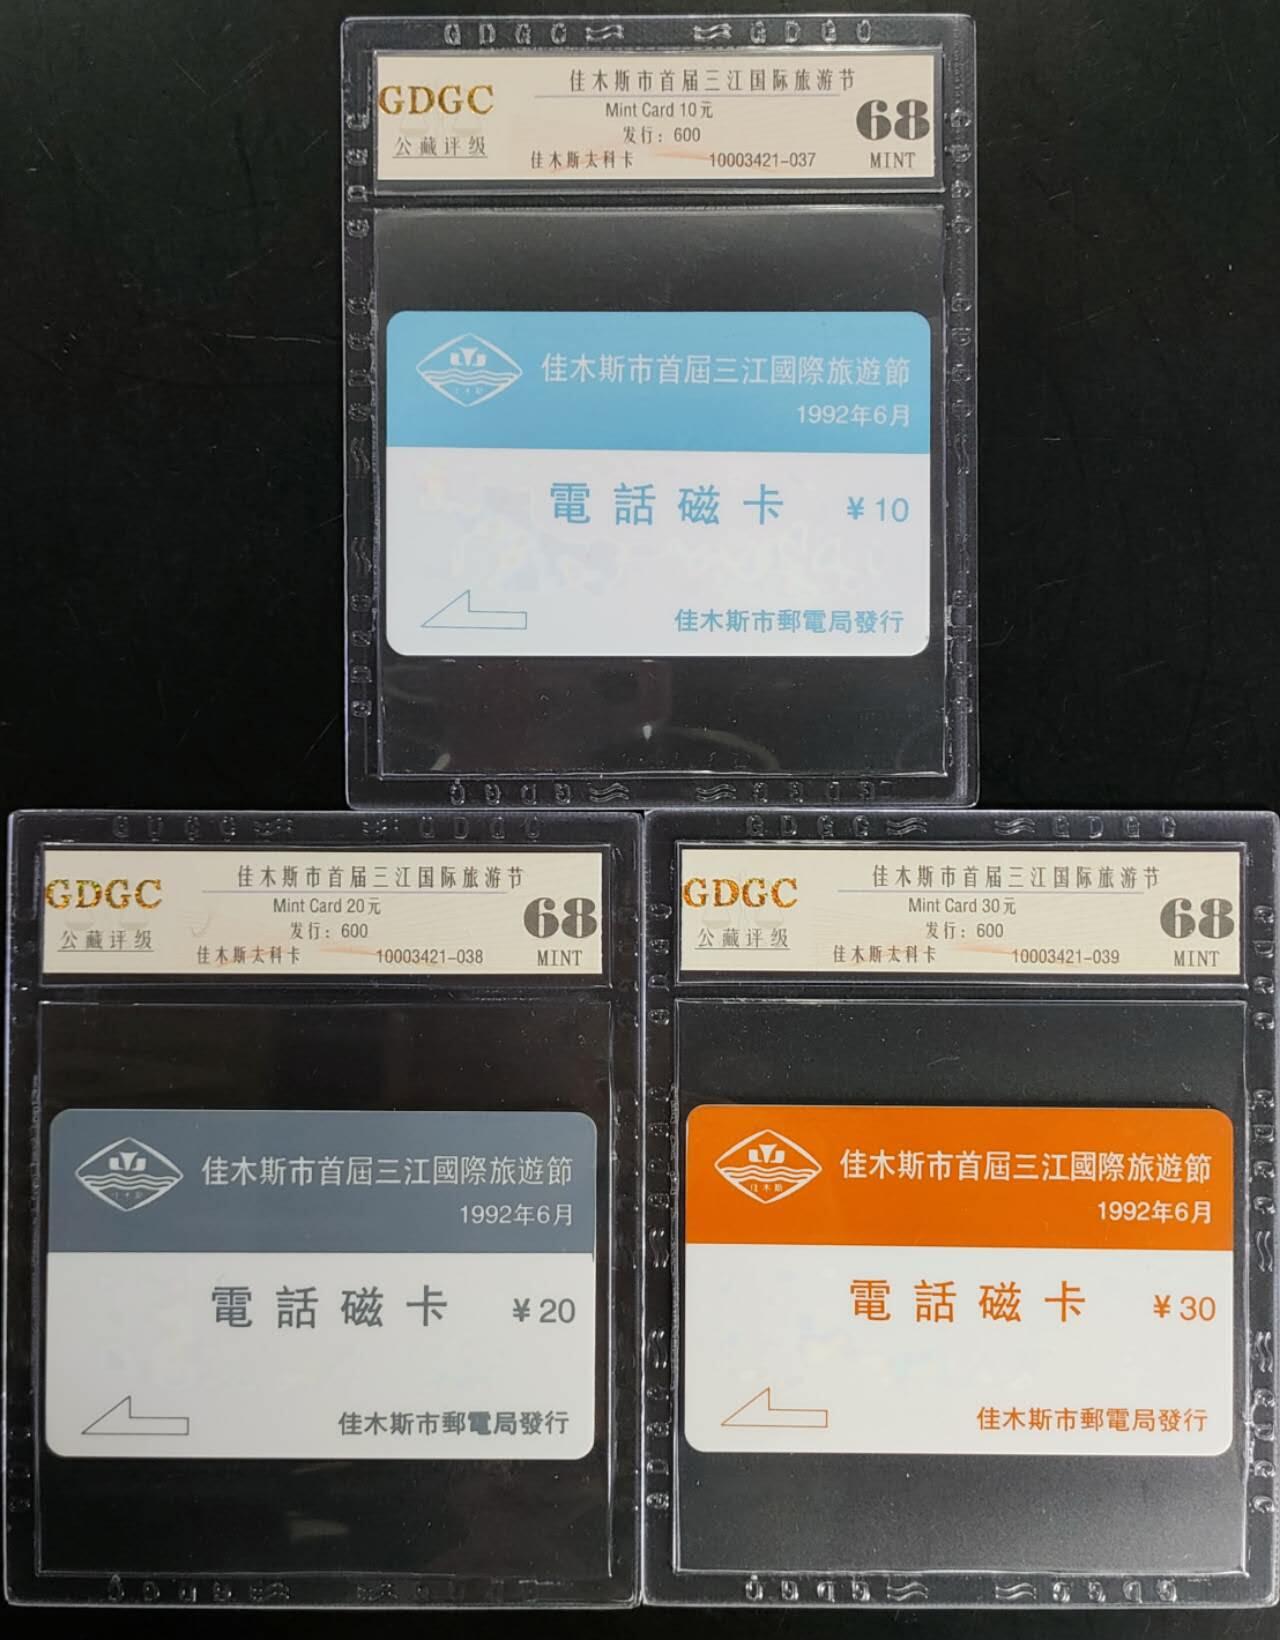 GDGC GDGC
GDGC
公藏评级
佳木斯市首届三江国际旅游节
Mint Card 10元
发行：600
佳木斯太科卡 10003421-037
68
MINT
佳木斯市首屆三江國際旅遊節
1992年6月
電話磁卡 ¥10
佳木斯市郵電局發行
GDGC
公藏评级
佳木斯市首届三江国际旅游节
Mint Card 20元
发行：600
佳木斯太科卡 10003421-038
68
MINT
佳木斯
佳木斯市首屆三江國際旅遊節
1992年6月
電話磁卡 ¥20
佳木斯市郵電局發行
GDGC GDGC
GDGC
公藏评级
佳木斯市首届三江国际旅游节
Mint Card 30元
发行：600
佳木斯太科卡 10003421-039
68
MINT
佳木斯
佳木斯市首屆三江國際旅遊節
1992年6月
電話磁卡 ¥30
佳木斯市郵電局發行